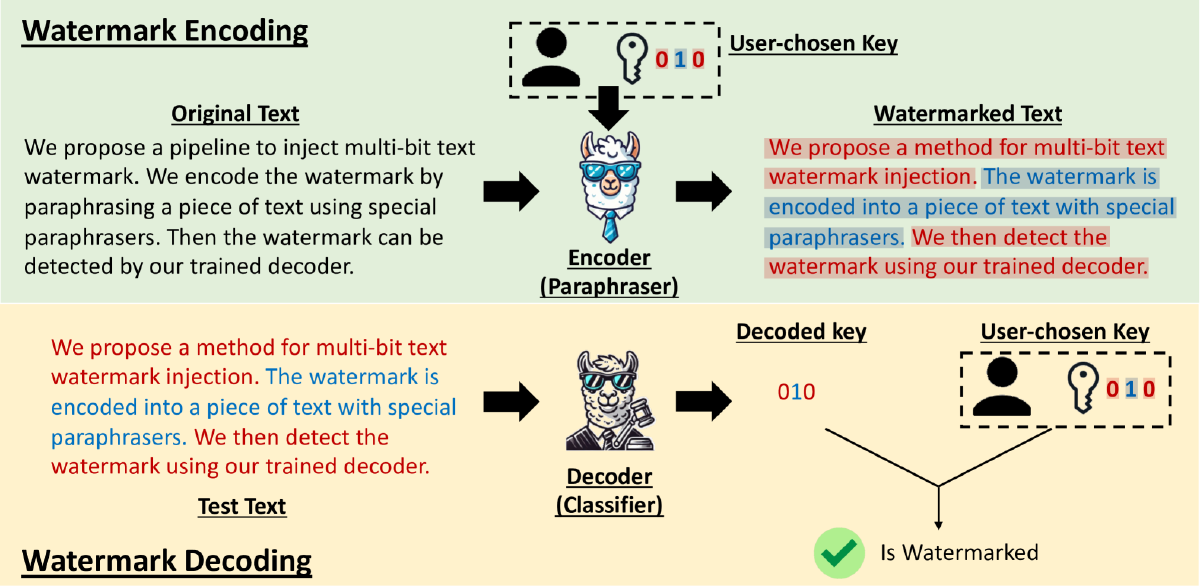 Watermark Encoding
0 1 0
User-chosen Key
Original Text
We propose a pipeline to inject multi-bit text
watermark. We encode the watermark by
paraphrasing a piece of text using special
paraphrasers. Then the watermark can be
detected by our trained decoder.
Encoder
(Paraphraser)
Watermarked Text
We propose a method for multi-bit text
watermark injection. The watermark is
encoded into a piece of text with special
paraphrasers. We then detect the
watermark using our trained decoder.
We propose a method for multi-bit text
watermark injection. The watermark is
encoded into a piece of text with special
paraphrasers. We then detect the
watermark using our trained decoder.
Test Text
Decoder
(Classifier)
Decoded key
010
User-chosen Key
0 1 0
Is Watermarked
Watermark Decoding